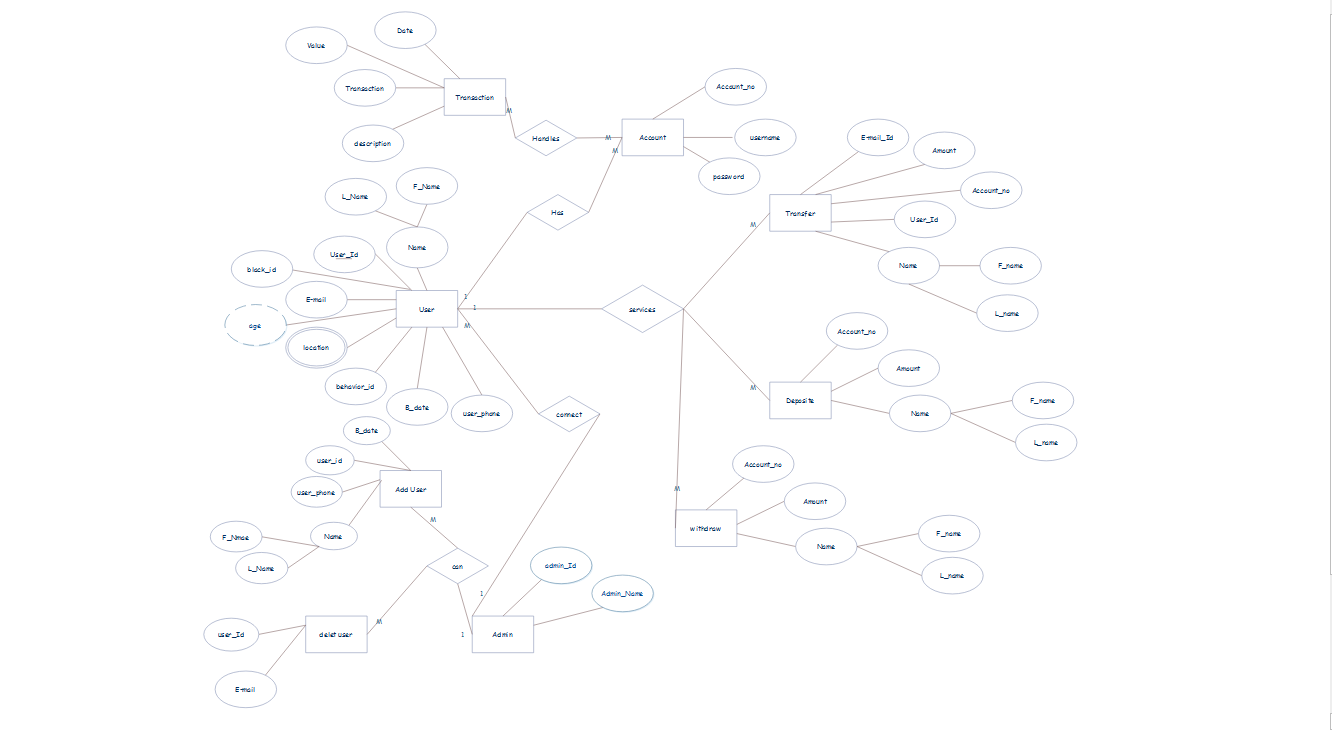 Date
Value
Transaction
Transaction
description
M
Handles
M
M
Account
Account_no
username
password
E-mail_Id
Amount
Account_no
User_Id
Transfer
Name
F_name
L_name
M
L_Name
F_Name
Name
Has
User_Id
black_id
E-mail
age
location
behavior_id
B_date
user_phone
User
1
1
M
services
connect
Account_no
Amount
M
Deposite
Name
F_name
L_name
B_date
user_id
user_phone
Add User
Name
F_Nmae
L_Name
M
can
Account_no
Amount
M
withdraw
Name
F_name
L_name
admin_Id
Admin_Name
1
1
Admin
M
delet user
user_Id
E-mail